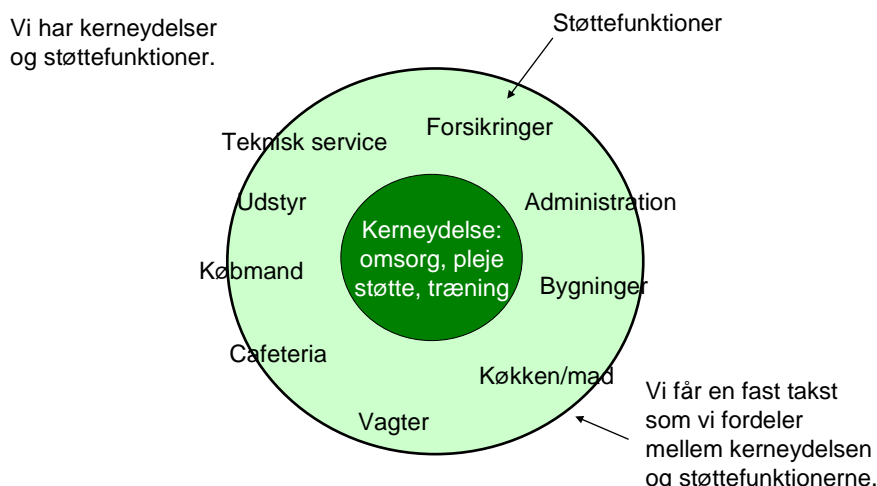 Vi har kerneydelser
og støttefunktioner.
Støttefunktioner
Forsikringer
Teknisk service
Udstyr
Administration
Kerneydelse:
omsorg, pleje
støtte, træning
Købmand
Bygninger
Cafeteria
Køkken/mad
Vagter
Vi får en fast takst
som vi fordeler
mellem kerneydelsen
og støttefunktionerne.